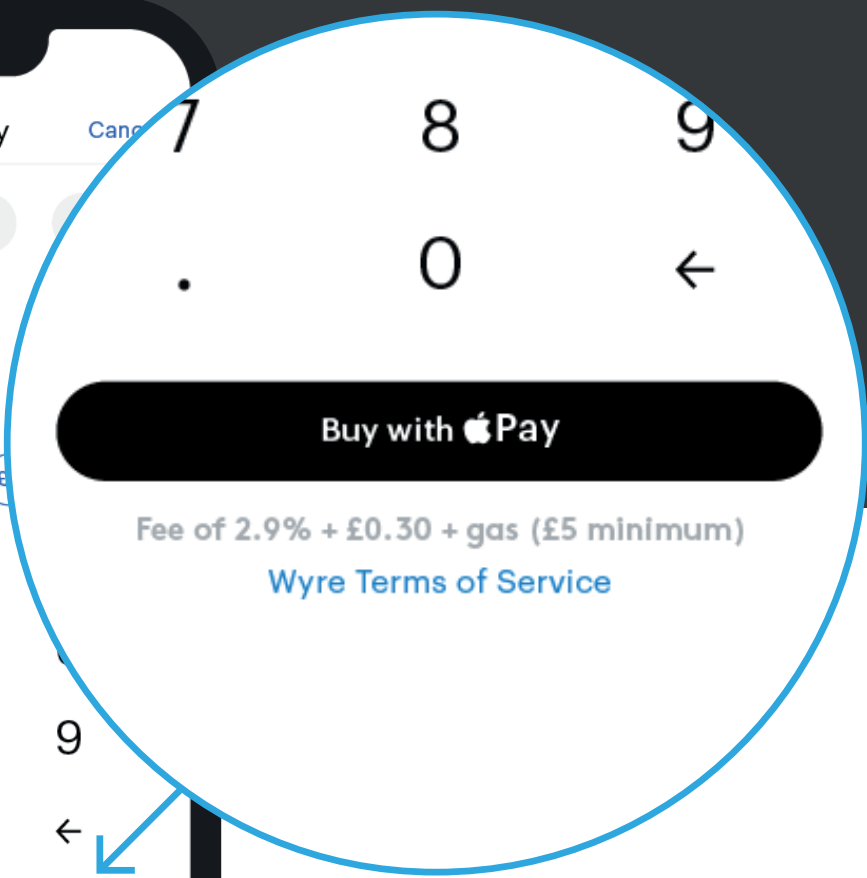 y
Canc
7 8 9
. 0 ←
Buy with Pay
Fee of 2.9% + £0.30 + gas (£5 minimum)
Wyre Terms of Service
9
←